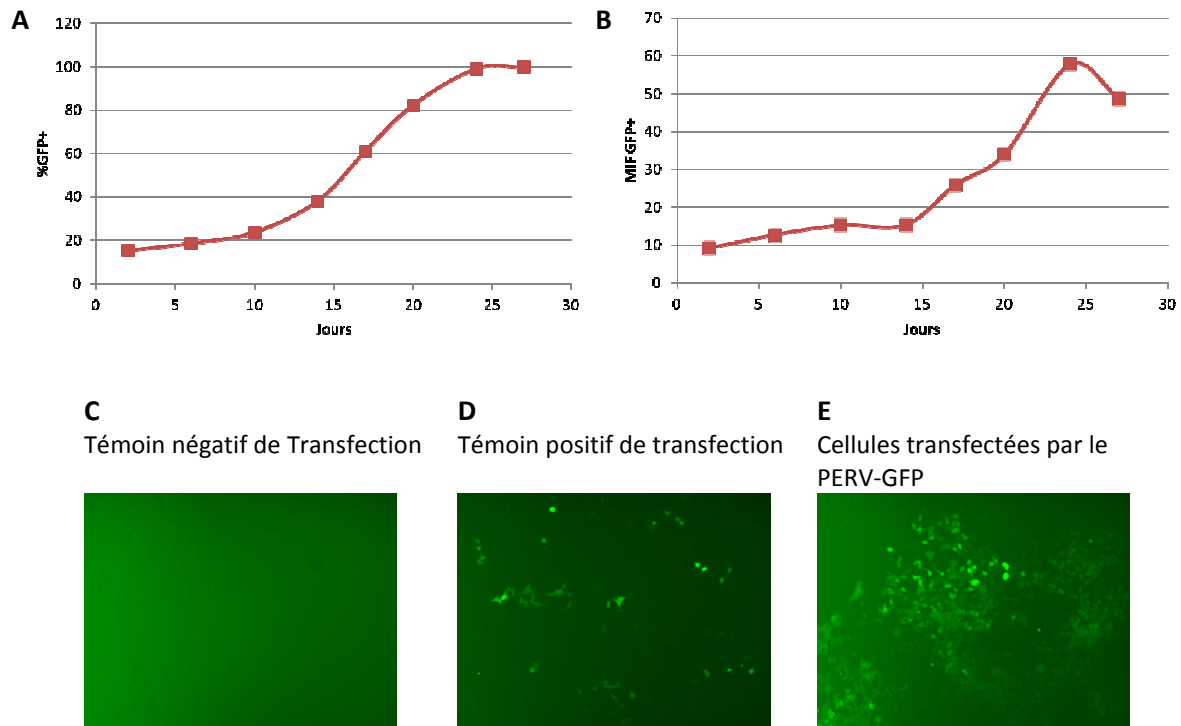 A
120
100
80
60
40
20
0
%GFP+
0 5 10 15 20 25 30
Jours
B
70
60
50
40
30
20
10
0
MIFGFP+
0 5 10 15 20 25 30
Jours
C
Témoin négatif de Transfection
D
Témoin positif de transfection
E
Cellules transfectées par le
PERV-GFP